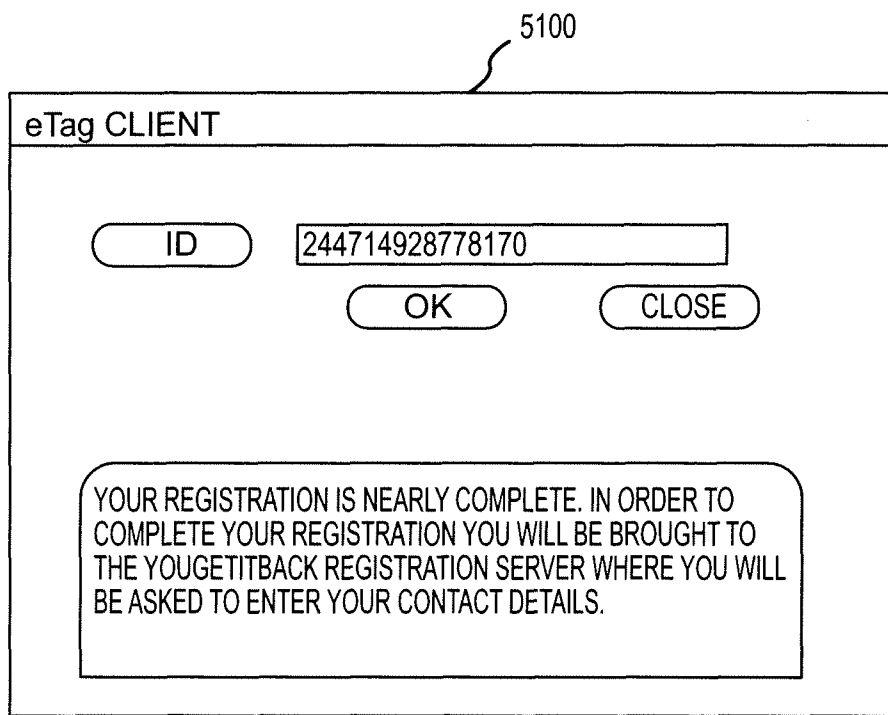 5100
eTag CLIENT
ID 244714928778170
OK CLOSE
YOUR REGISTRATION IS NEARLY COMPLETE. IN ORDER TO
COMPLETE YOUR REGISTRATION YOU WILL BE BROUGHT TO
THE YOUGETITBACK REGISTRATION SERVER WHERE YOU WILL
BE ASKED TO ENTER YOUR CONTACT DETAILS.